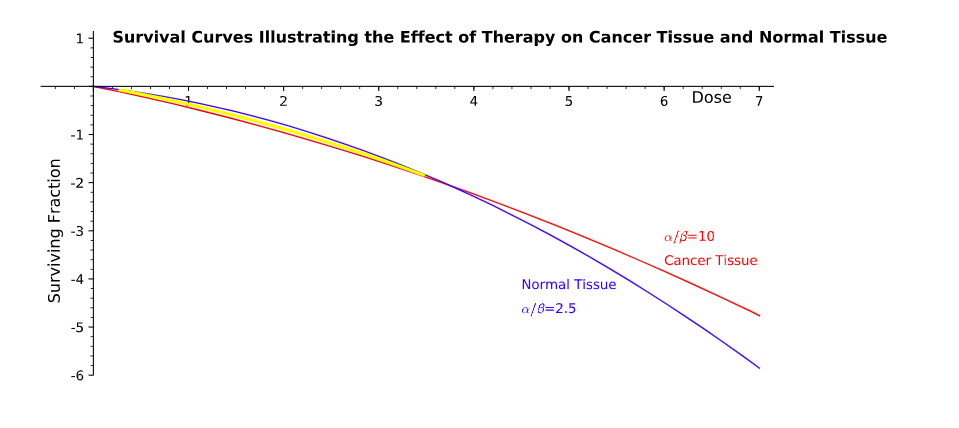 Survival Curves Illustrating the Effect of Therapy on Cancer Tissue and Normal Tissue
1
1 2 3 4 5 6 7
Dose
-1
-2
-3
-4
-5
-6
Surviving Fraction
α/β=10
Cancer Tissue
Normal Tissue
α/β=2.5